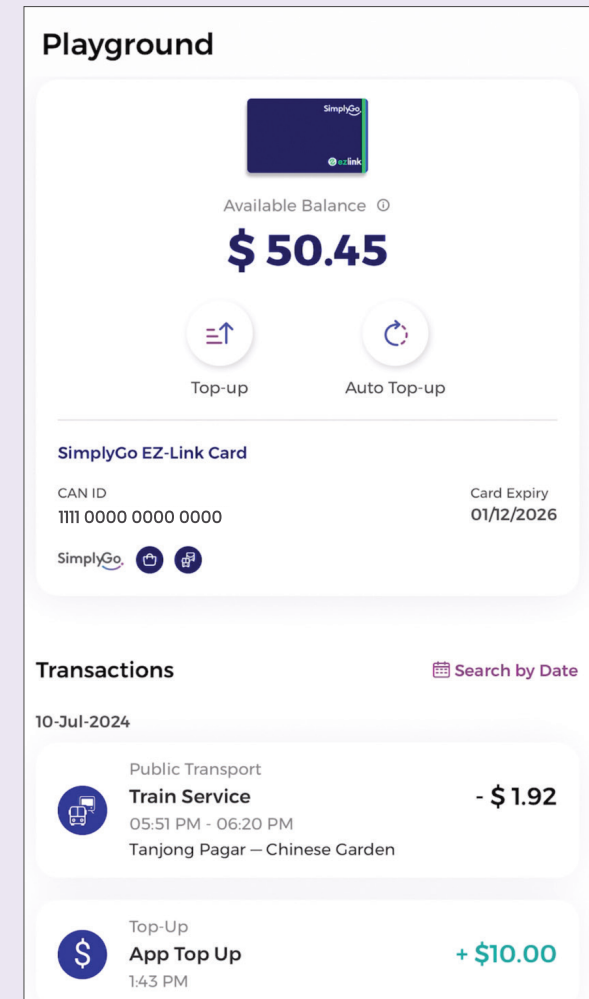 Playground
SimplyGo
ezlink
Available Balance
$ 50.45
Top-up
Auto Top-up
SimplyGo EZ-Link Card
CAN ID
Card Expiry
1111 0000 0000 0000
01/12/2026
SimplyGo
Transactions
Search by Date
10-Jul-2024
Public Transport
Train Service
- $ 1.92
05:51 PM - 06:20 PM
Tanjong Pagar — Chinese Garden
Top-Up
App Top Up
+ $10.00
1:43 PM